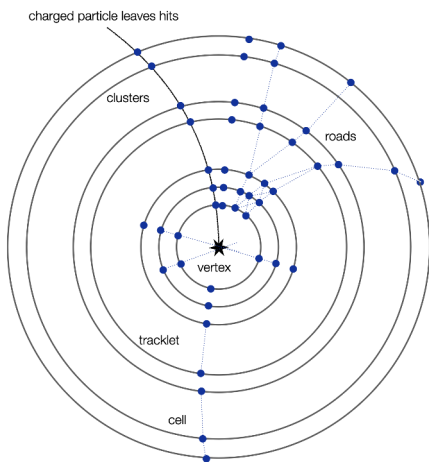 charged particle leaves hits
clusters
roads
vertex
tracklet
cell